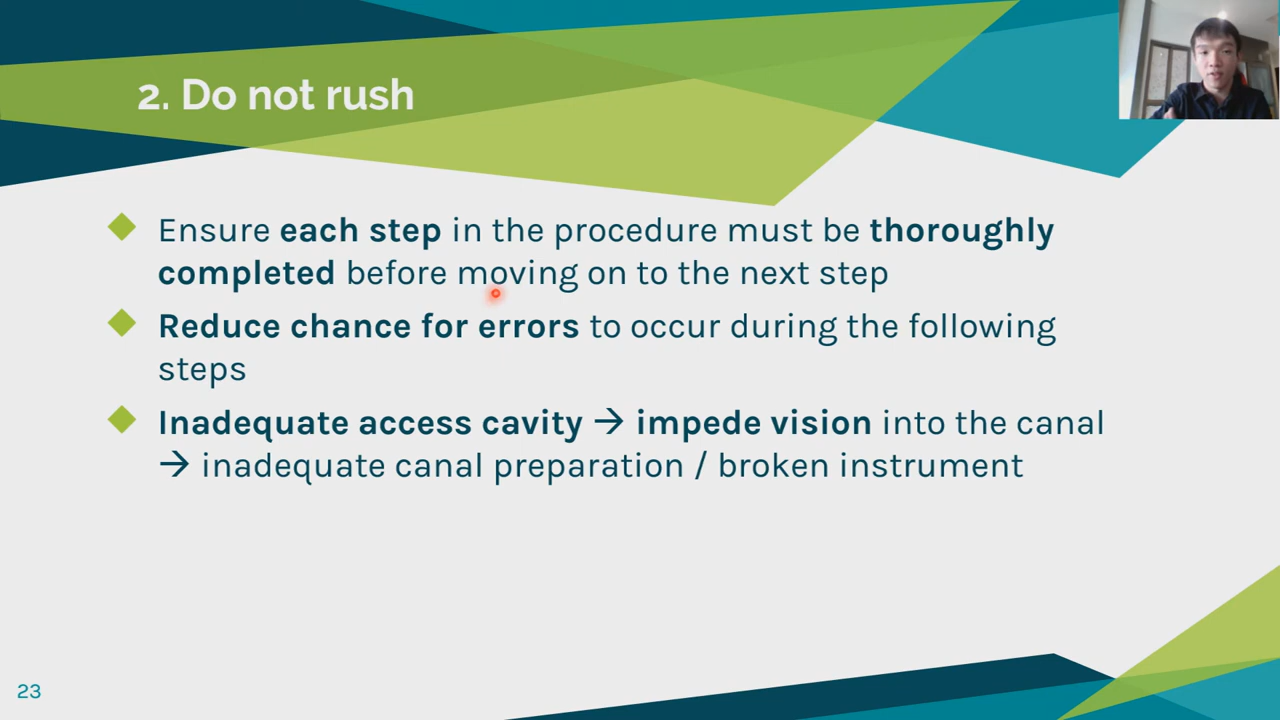 2. Do not rush
Ensure each step in the procedure must be thoroughly
completed before moving on to the next step
Reduce chance for errors to occur during the following
steps
Inadequate access cavity → impede vision into the canal
→ inadequate canal preparation / broken instrument
23